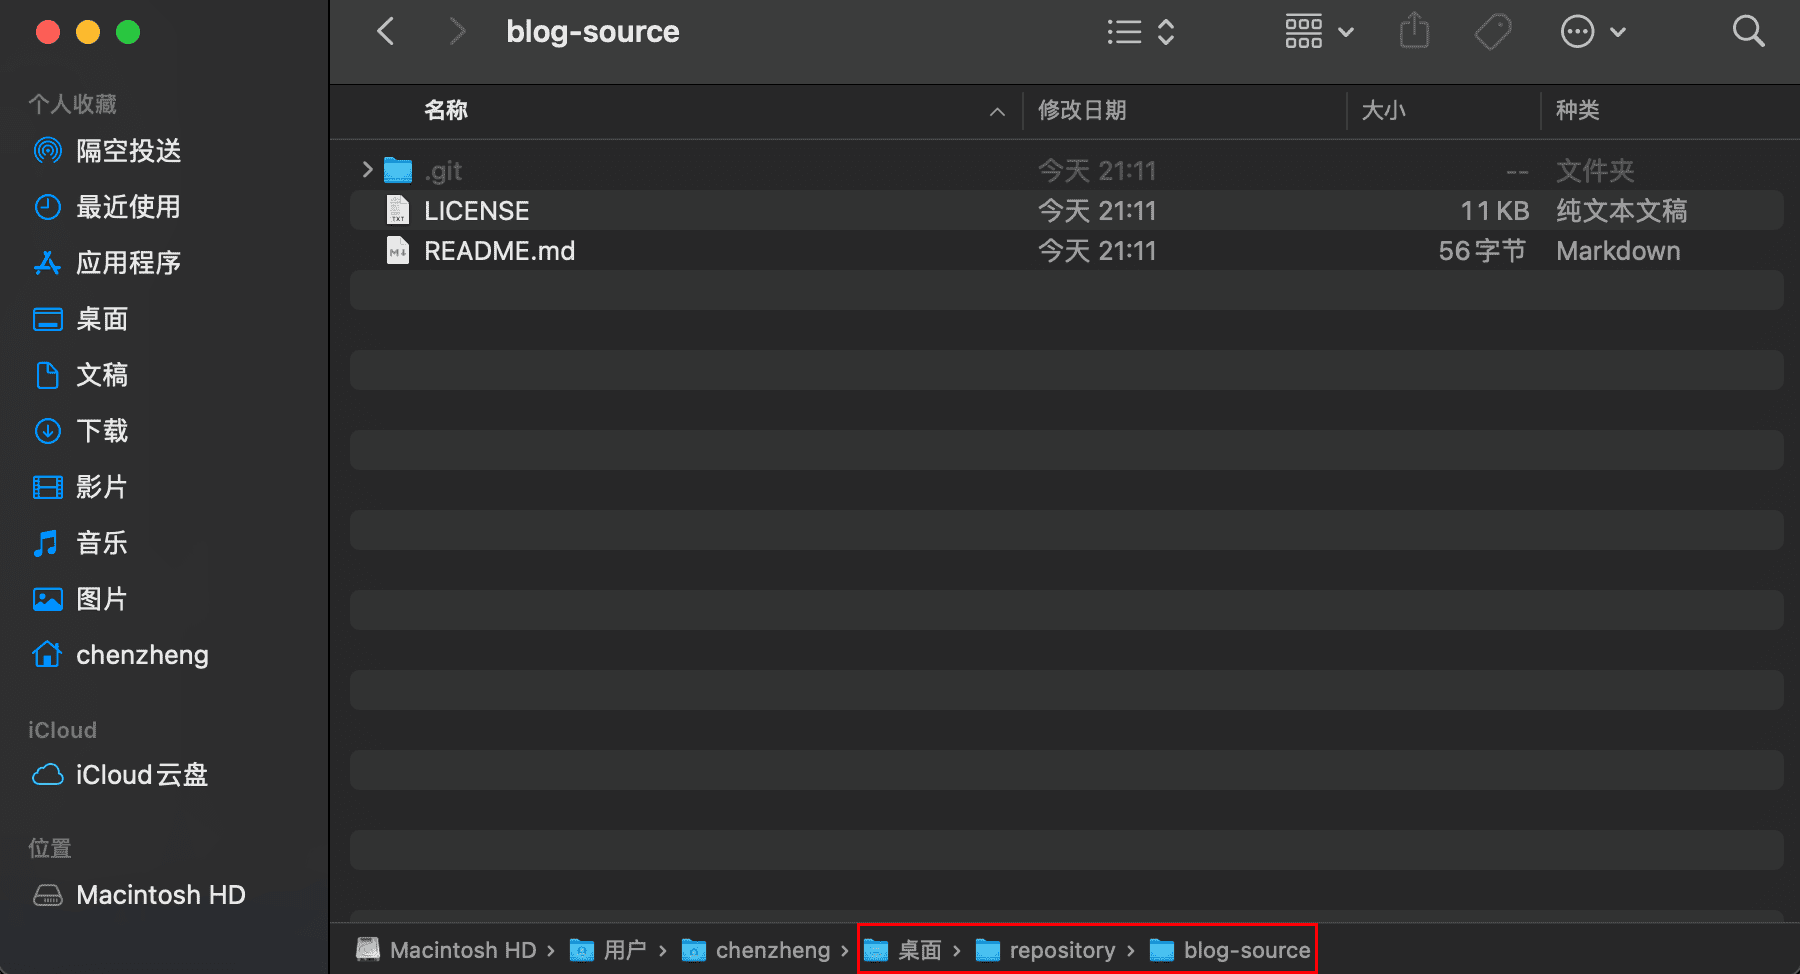 blog-source
个人收藏
隔空投送
最近使用
应用程序
桌面
文稿
下载
影片
音乐
图片
chenzheng
iCloud
iCloud云盘
位置
Macintosh HD
名称 修改日期 大小 种类
.git 今天 21:11 -- 文件夹
LICENSE 今天 21:11 11 KB 纯文本文稿
README.md 今天 21:11 56 字节 Markdown
Macintosh HD › 用户 › chenzheng › 桌面 › repository › blog-source